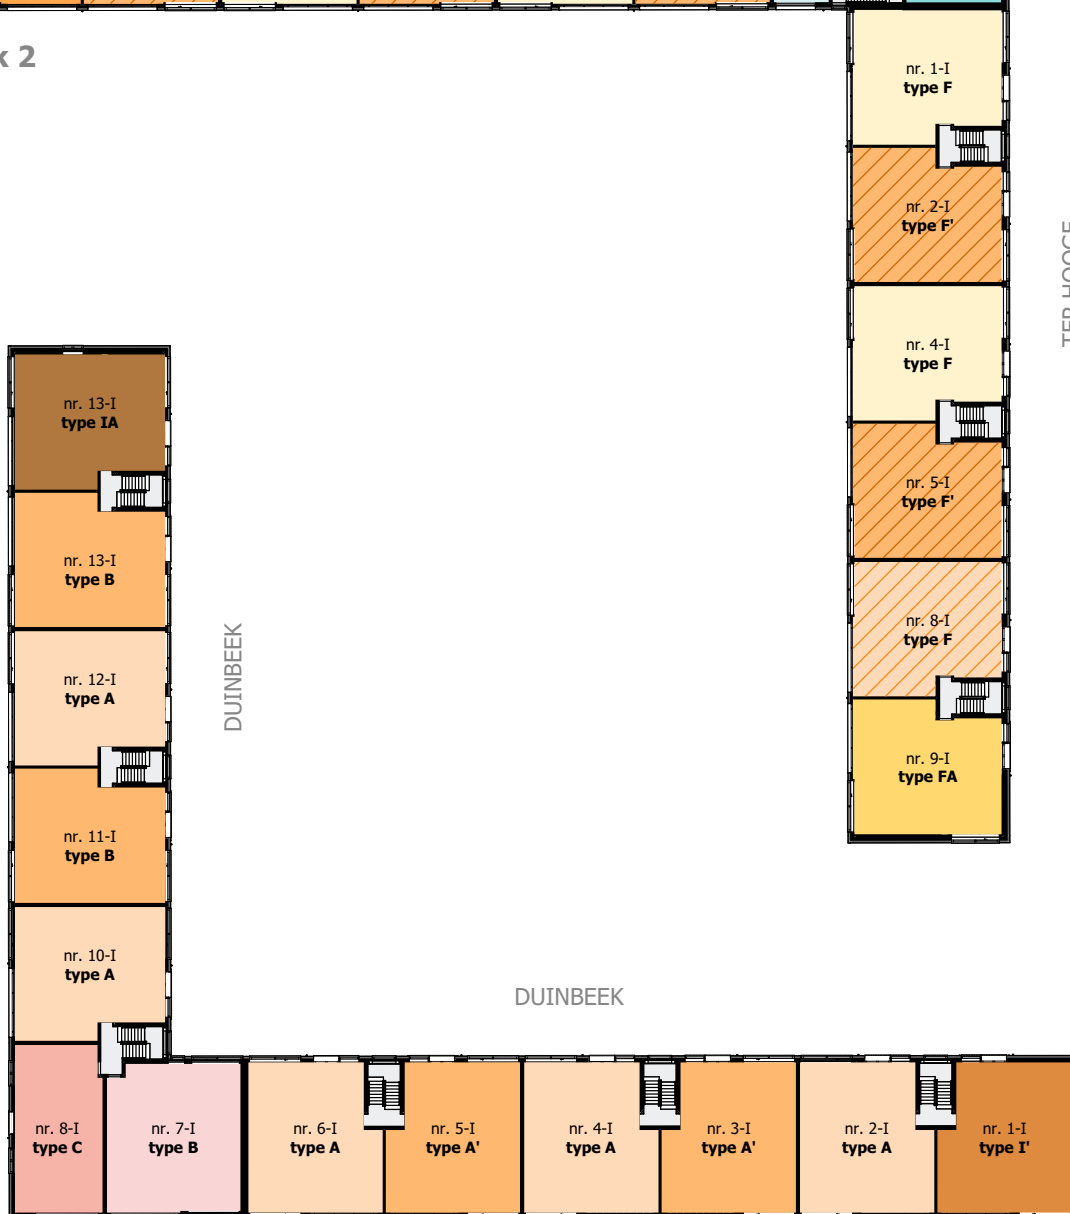 k 2
nr. 1-I
type F
nr. 2-I
type F'
TER HOOGE
nr. 4-I
type F
nr. 13-I
type IA
nr. 5-I
type F'
nr. 13-I
type B
nr. 8-I
type F
DUINBEEK
nr. 12-I
type A
nr. 9-I
type FA
nr. 11-I
type B
nr. 10-I
type A
DUINBEEK
nr. 8-I
type C
nr. 7-I
type B
nr. 6-I
type A
nr. 5-I
type A'
nr. 4-I
type A
nr. 3-I
type A'
nr. 2-I
type A
nr. 1-I
type I'